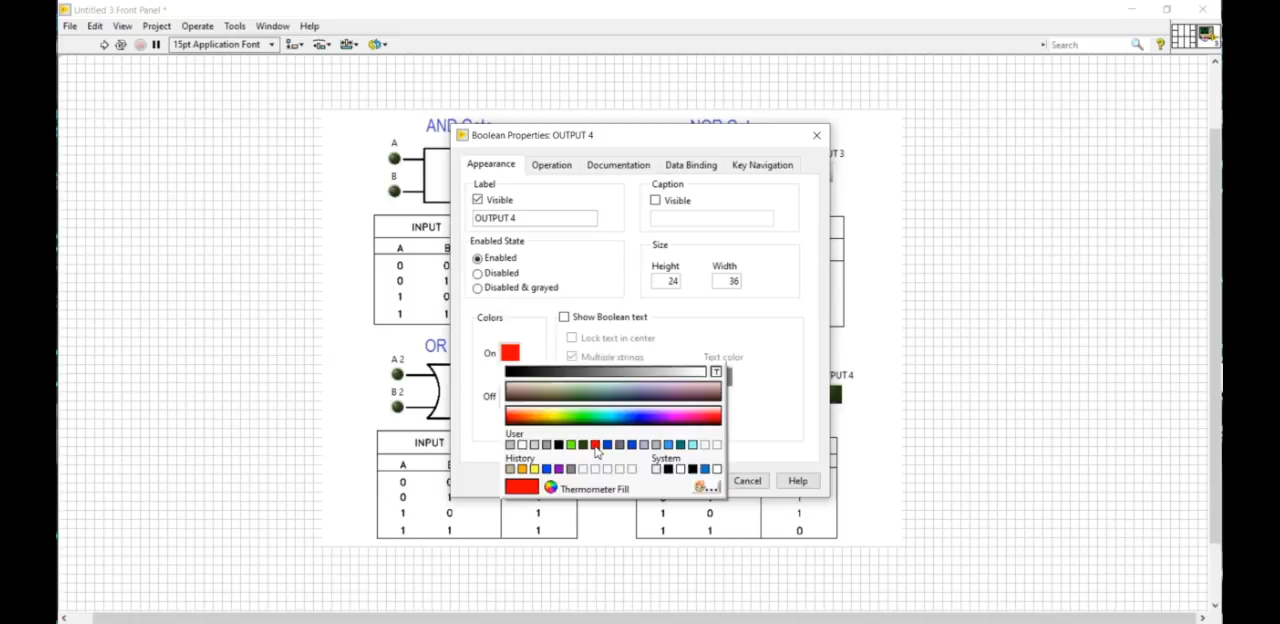 Untitled 3 Front Panel *
File Edit View Project Operate Tools Window Help
15pt Application Font
Search
Boolean Properties: OUTPUT 4
Appearance Operation Documentation Data Binding Key Navigation
Label
Visible
OUTPUT 4
Caption
Visible
Enabled State
Enabled
Disabled
Disabled & grayed
Size
Height Width
24 36
Colors
On
Off
Show Boolean text
Lock text in center
Multiple strings
Text color
User
History
System
Thermometer Fill
T
Cancel Help
AND
A
B
INPUT
A B
0 0
0 1
1 0
1 1
OR
A 2
B 2
INPUT
A
0
0
1 0 1
1 1 1
1 0 1
1 1 0